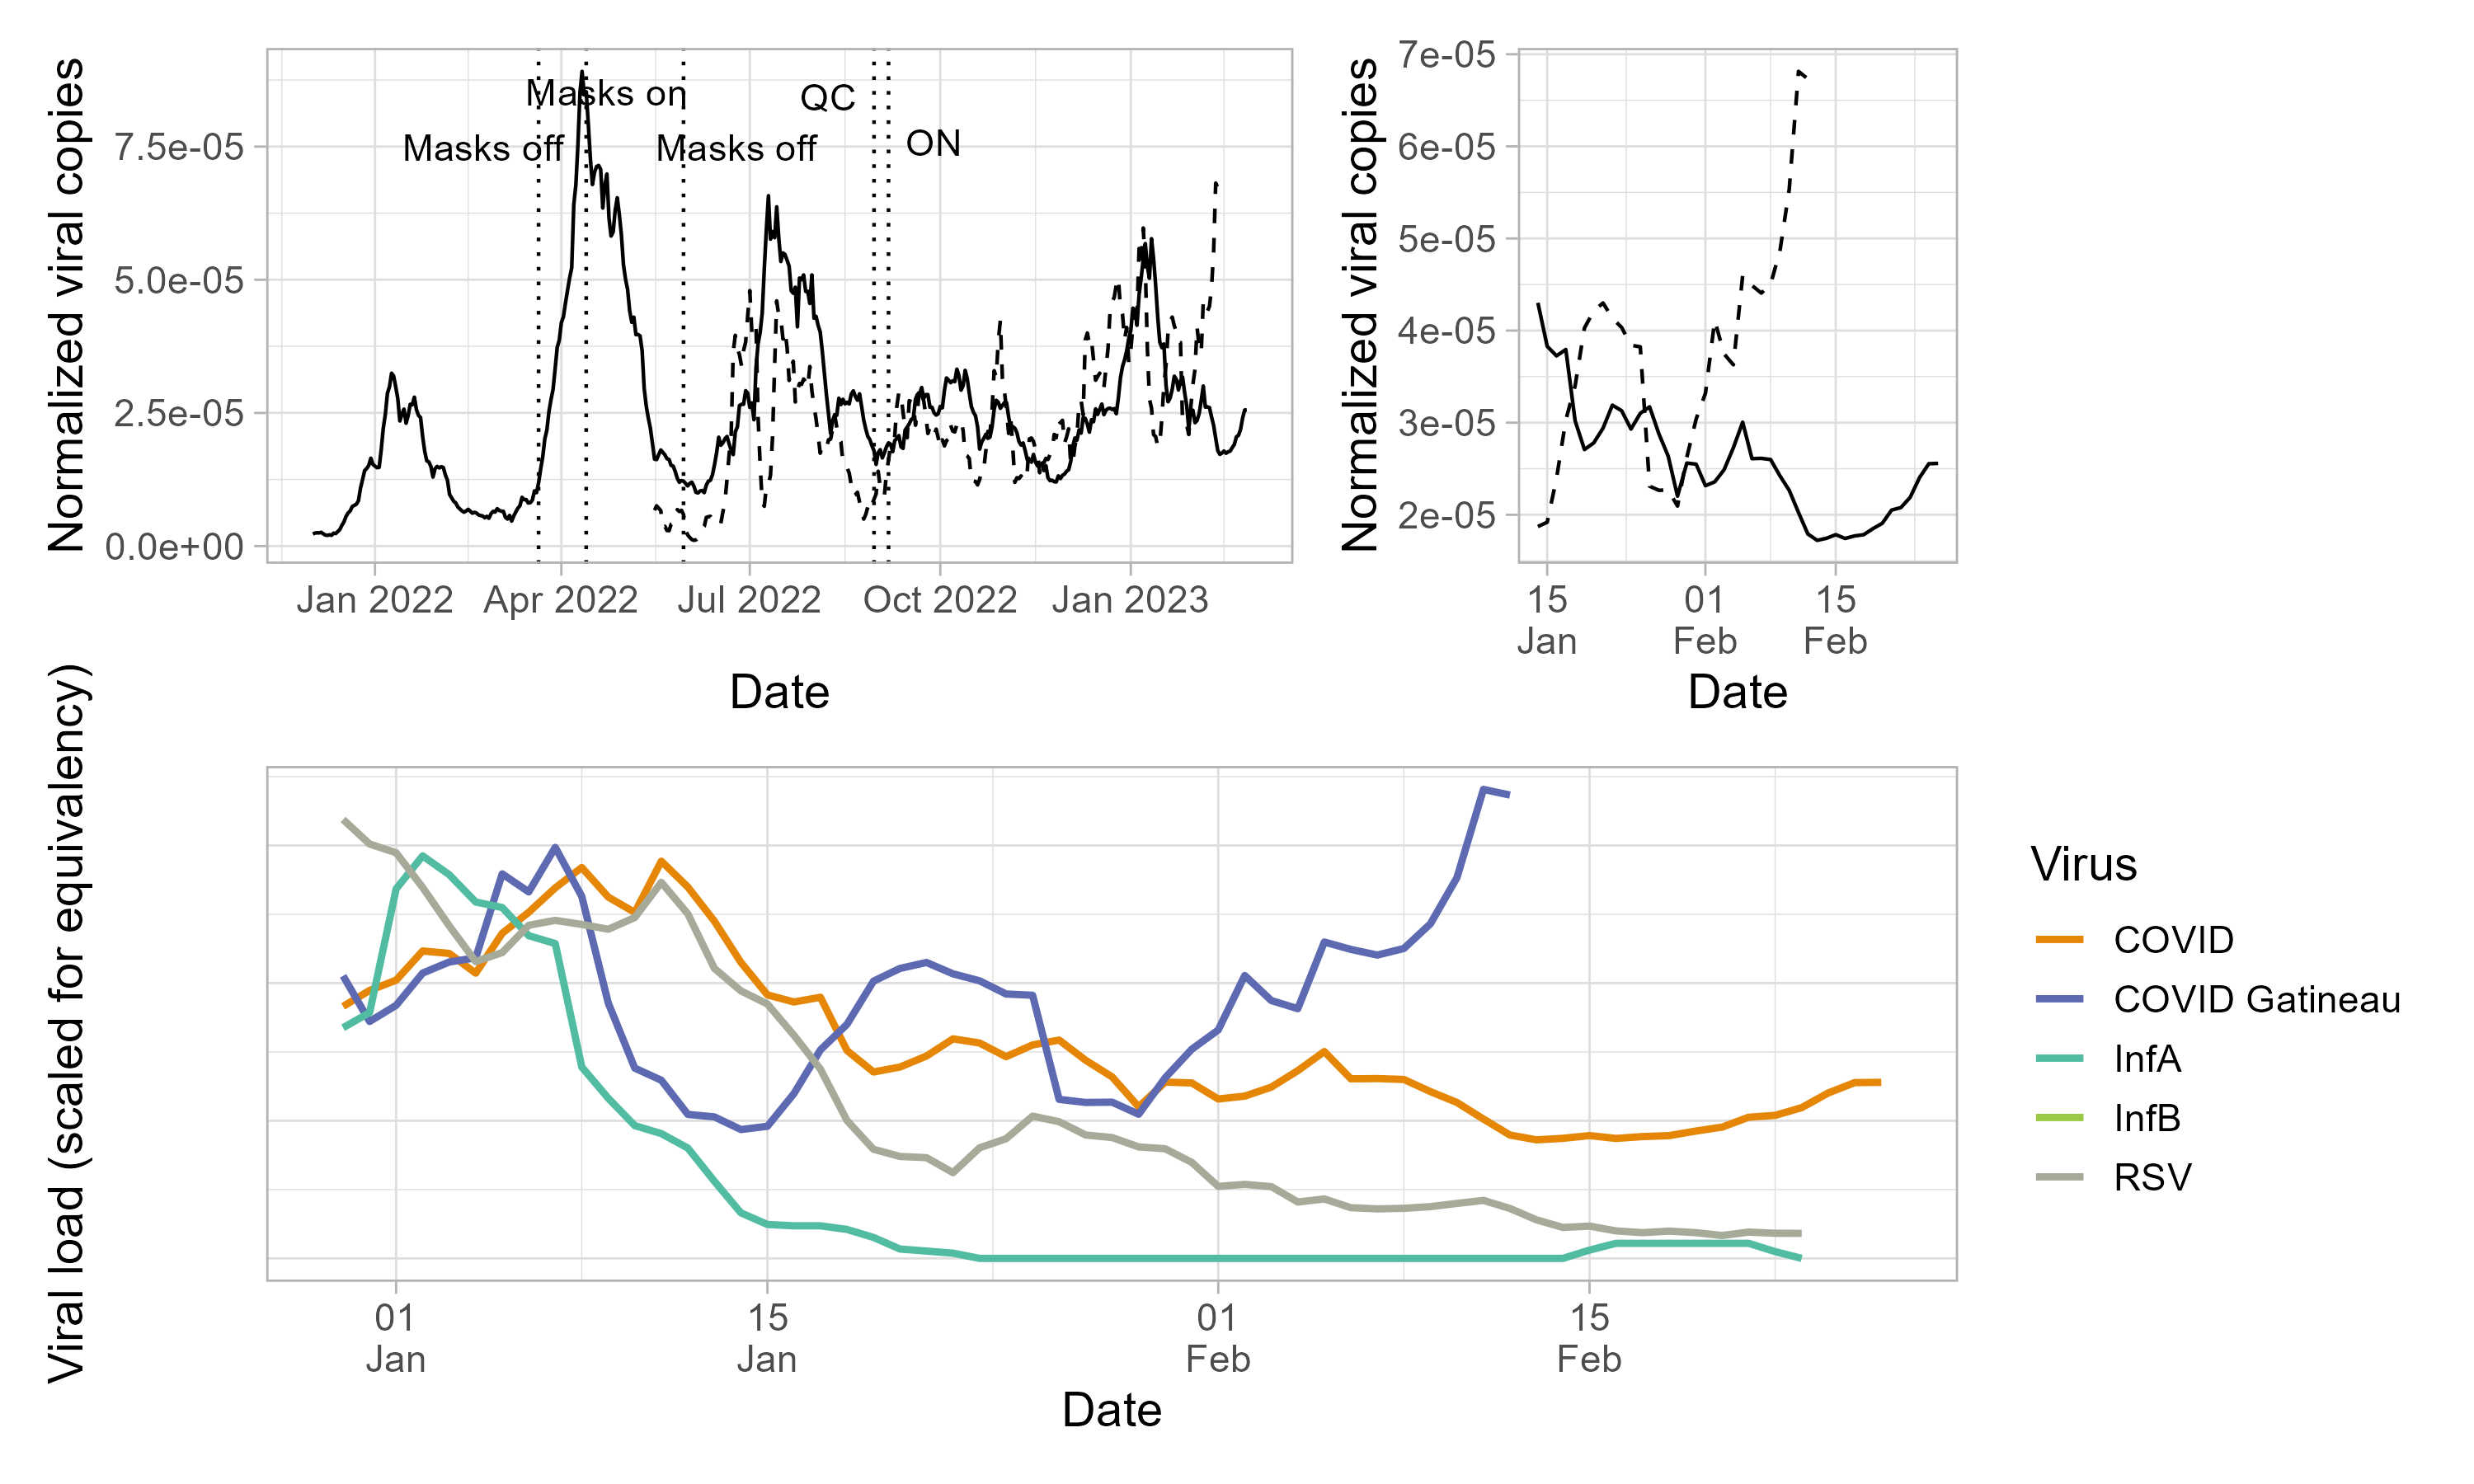 Normalized viral copies
7.5e-05
5.0e-05
2.5e-05
0.0e+00
Masks off
Masks on
Masks off
QC
ON
Jan 2022
Apr 2022
Jul 2022
Oct 2022
Jan 2023
Date
Normalized viral copies
7e-05
6e-05
5e-05
4e-05
3e-05
2e-05
15
Jan
01
Feb
15
Feb
Date
Viral load (scaled for equivalency)
01
Jan
15
Jan
01
Feb
15
Feb
Date
Virus
COVID
COVID Gatineau
InfA
InfB
RSV